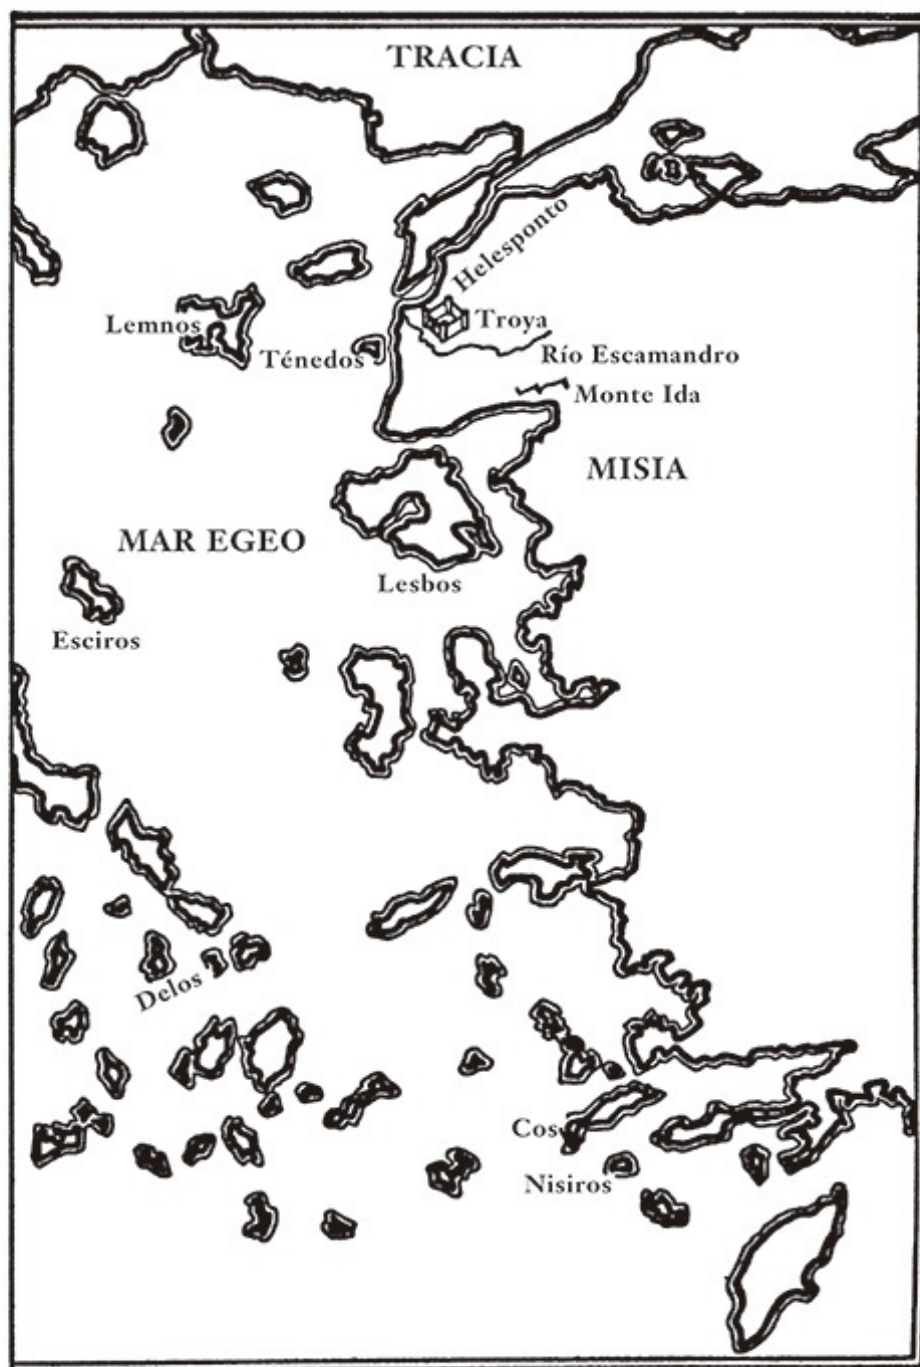 TRACIA
Helesponto
Lemnos
Troya
Ténedos
Río Escamandro
Monte Ida
MISIA
MAR EGEO
Lesbos
Esciros
Delos
Cos
Nisiros